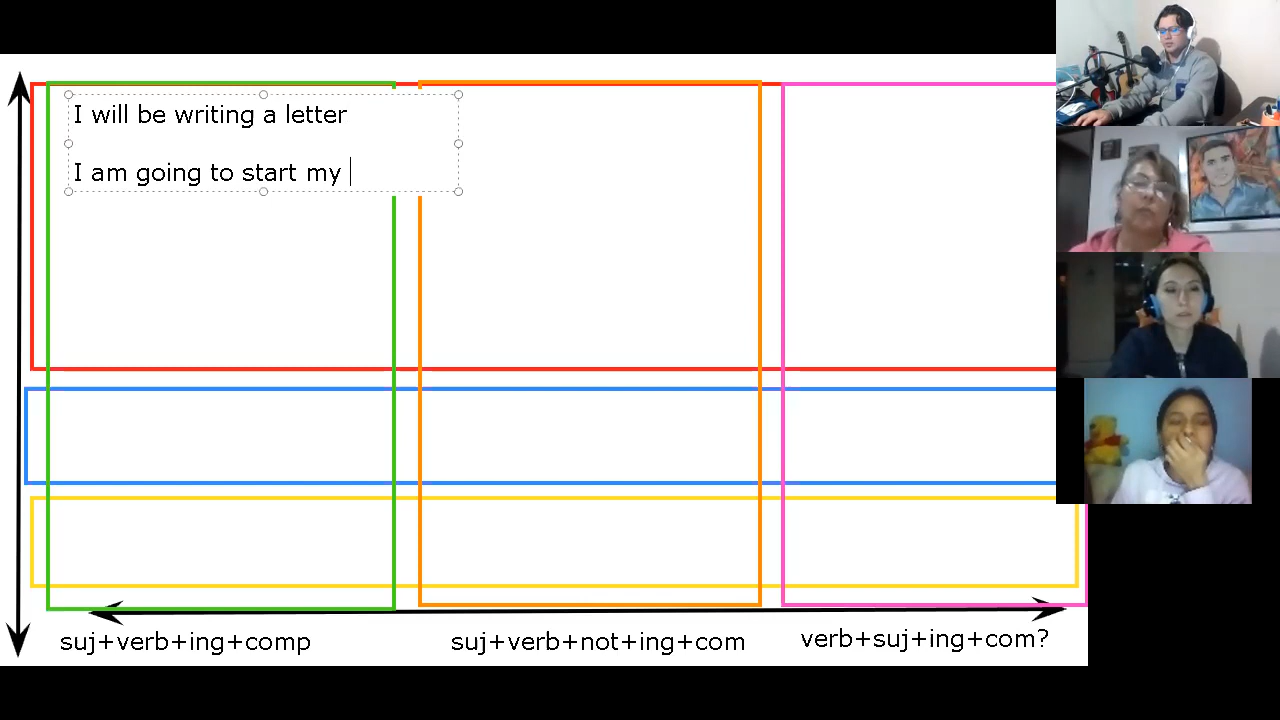 I will be writing a letter
I am going to start my
suj+verb+ing+comp
suj+verb+not+ing+com
verb+suj+ing+com?